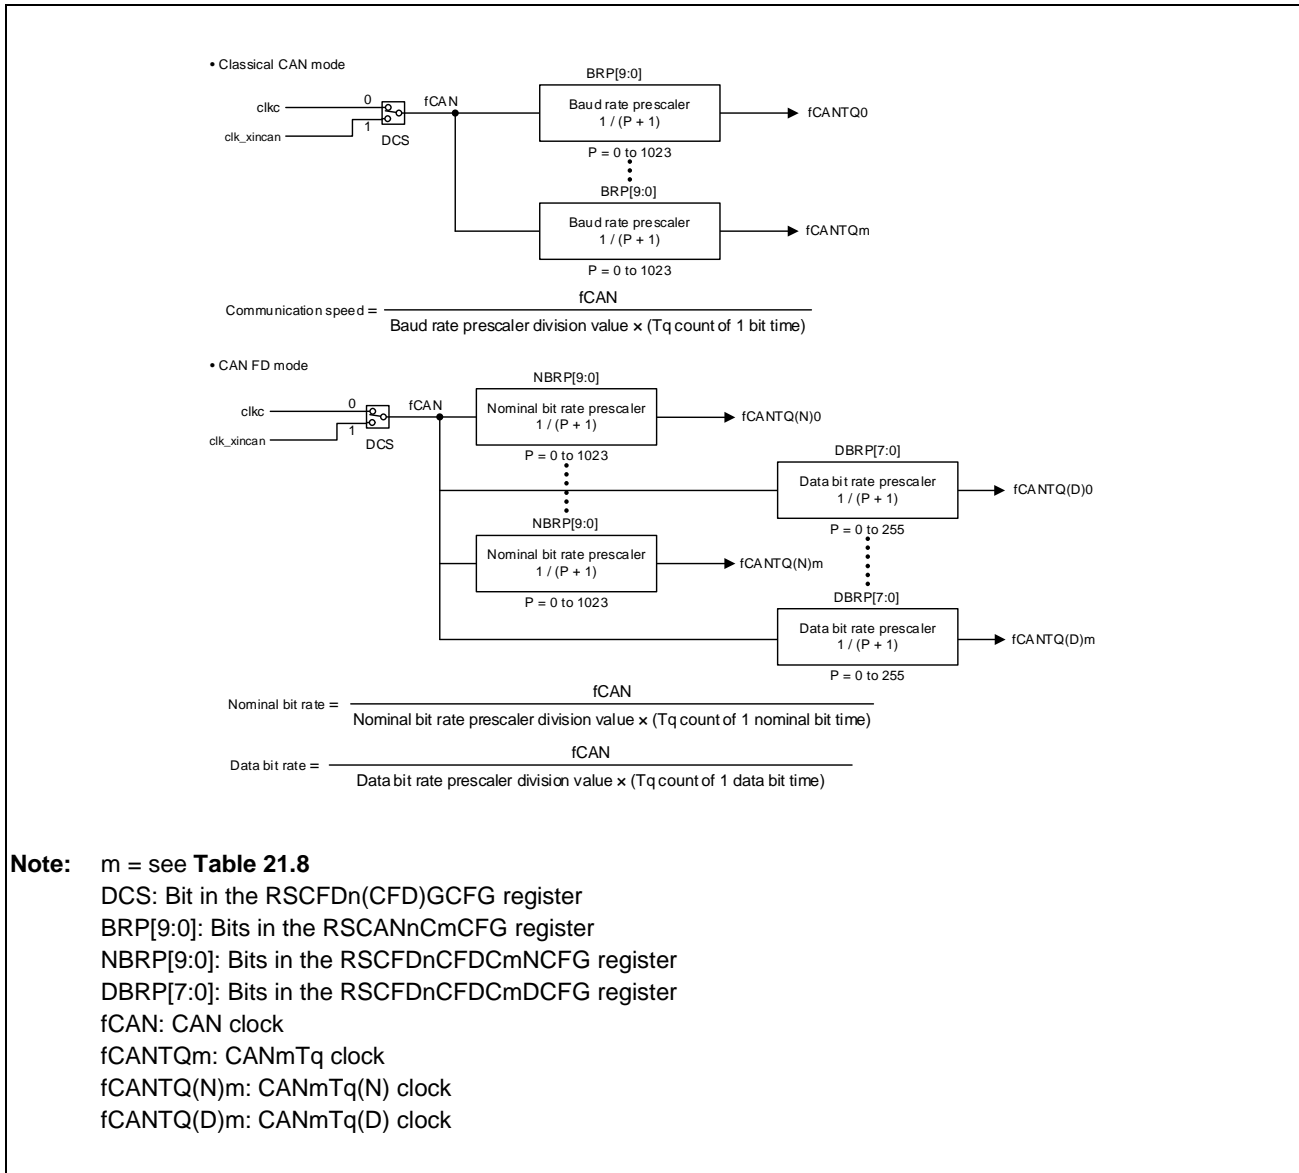 • Classical CAN mode
BRP[9:0]
clkc
0
fCAN
Baud rate prescaler
1 / (P + 1)
fCANTQ0
clk_xincan
1
DCS
P = 0 to 1023
BRP[9:0]
Baud rate prescaler
1 / (P + 1)
fCANTQm
P = 0 to 1023
Communication speed =
fCAN
Baud rate prescaler division value × (Tq count of 1 bit time)
• CAN FD mode
NBRP[9:0]
clkc
0
fCAN
Nominal bit rate prescaler
1 / (P + 1)
fCANTQ(N)0
clk_xincan
1
DCS
P = 0 to 1023
DBRP[7:0]
Data bit rate prescaler
1 / (P + 1)
fCANTQ(D)0
P = 0 to 255
NBRP[9:0]
Nominal bit rate prescaler
1 / (P + 1)
fCANTQ(N)m
P = 0 to 1023
DBRP[7:0]
Data bit rate prescaler
1 / (P + 1)
fCANTQ(D)m
P = 0 to 255
Nominal bit rate =
fCAN
Nominal bit rate prescaler division value × (Tq count of 1 nominal bit time)
Data bit rate =
fCAN
Data bit rate prescaler division value × (Tq count of 1 data bit time)
Note: m = see Table 21.8
DCS: Bit in the RSCFDn(CFD)GCFG register
BRP[9:0]: Bits in the RSCANnCmCFG register
NBRP[9:0]: Bits in the RSCFDnCFDCmNCFG register
DBRP[7:0]: Bits in the RSCFDnCFDCmDCFG register
fCAN: CAN clock
fCANTQm: CANmTq clock
fCANTQ(N)m: CANmTq(N) clock
fCANTQ(D)m: CANmTq(D) clock